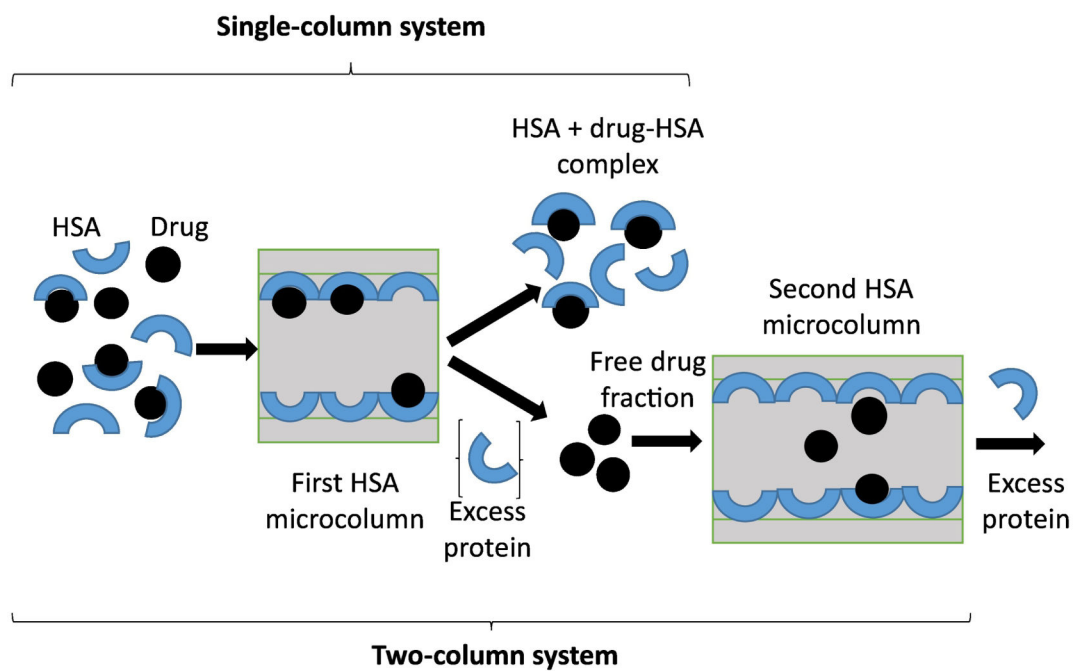 Single-column system
HSA + drug-HSA
complex
HSA
Drug
Second HSA
microcolumn
Free drug
fraction
First HSA
microcolumn
Excess
protein
Excess
protein
Two-column system